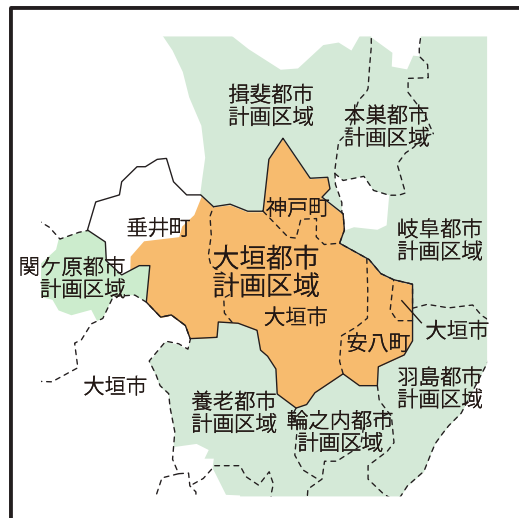 揖斐都市
計画区域
本巣都市
計画区域
神戸町
垂井町
岐阜都市
計画区域
大垣都市
計画区域
関ケ原都市
計画区域
大垣市
大垣市
安八町
大垣市
羽島都市
計画区域
養老都市
計画区域
輪之内都市
計画区域